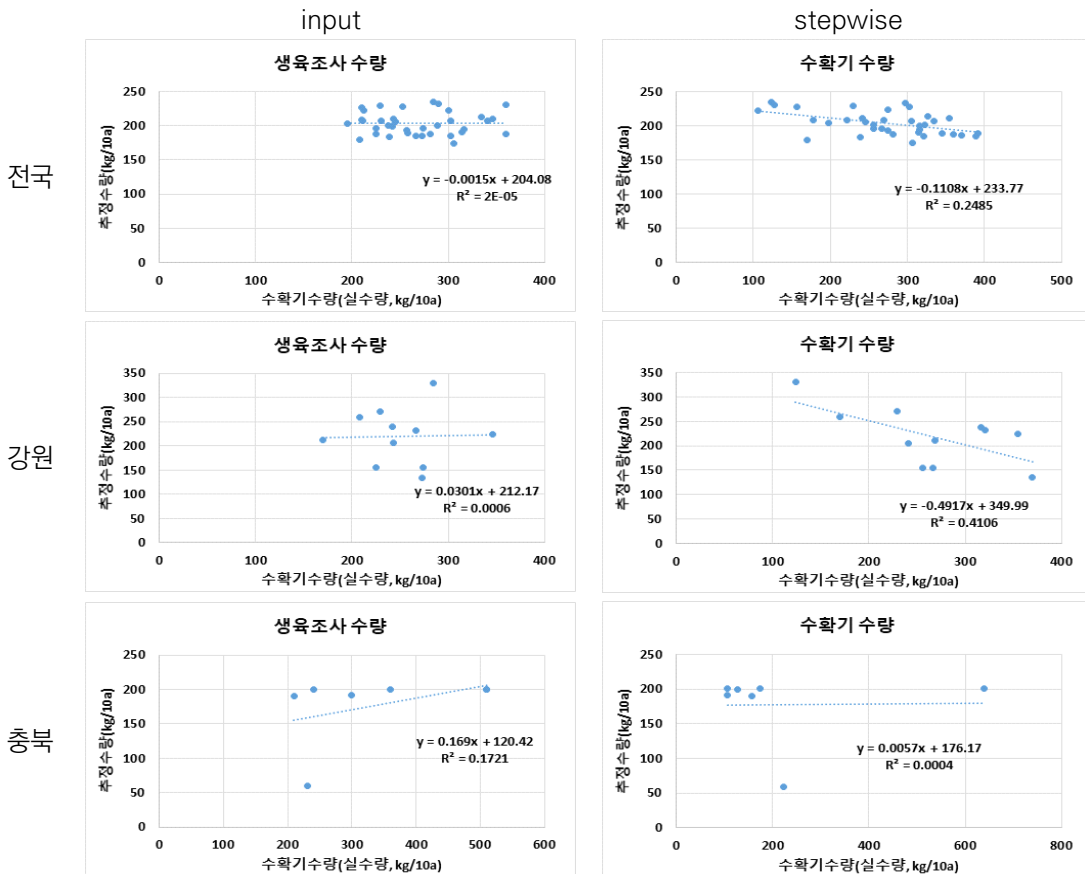 input
stepwise
전국
생육조사 수량
추정수량(kg/10a)
250
200
150
100
50
0
y = -0.0015x + 204.08
R² = 2E-05
0 100 200 300 400
수확기수량(실수량, kg/10a)
수확기 수량
추정수량(kg/10a)
250
200
150
100
50
0
y = -0.1108x + 233.77
R² = 0.2485
0 100 200 300 400 500
수확기수량(실수량, kg/10a)
강원
생육조사 수량
추정수량(kg/10a)
350
300
250
200
150
100
50
0
y = 0.0301x + 212.17
R² = 0.0006
0 100 200 300 400
수확기수량(실수량, kg/10a)
수확기 수량
추정수량(kg/10a)
350
300
250
200
150
100
50
0
y = -0.4917x + 349.99
R² = 0.4106
0 100 200 300 400
수확기수량(실수량, kg/10a)
충북
생육조사 수량
추정수량(kg/10a)
250
200
150
100
50
0
y = 0.169x + 120.42
R² = 0.1721
0 100 200 300 400 500 600
수확기수량(실수량, kg/10a)
수확기 수량
추정수량(kg/10a)
250
200
150
100
50
0
y = 0.0057x + 176.17
R² = 0.0004
0 200 400 600 800
수확기수량(실수량, kg/10a)